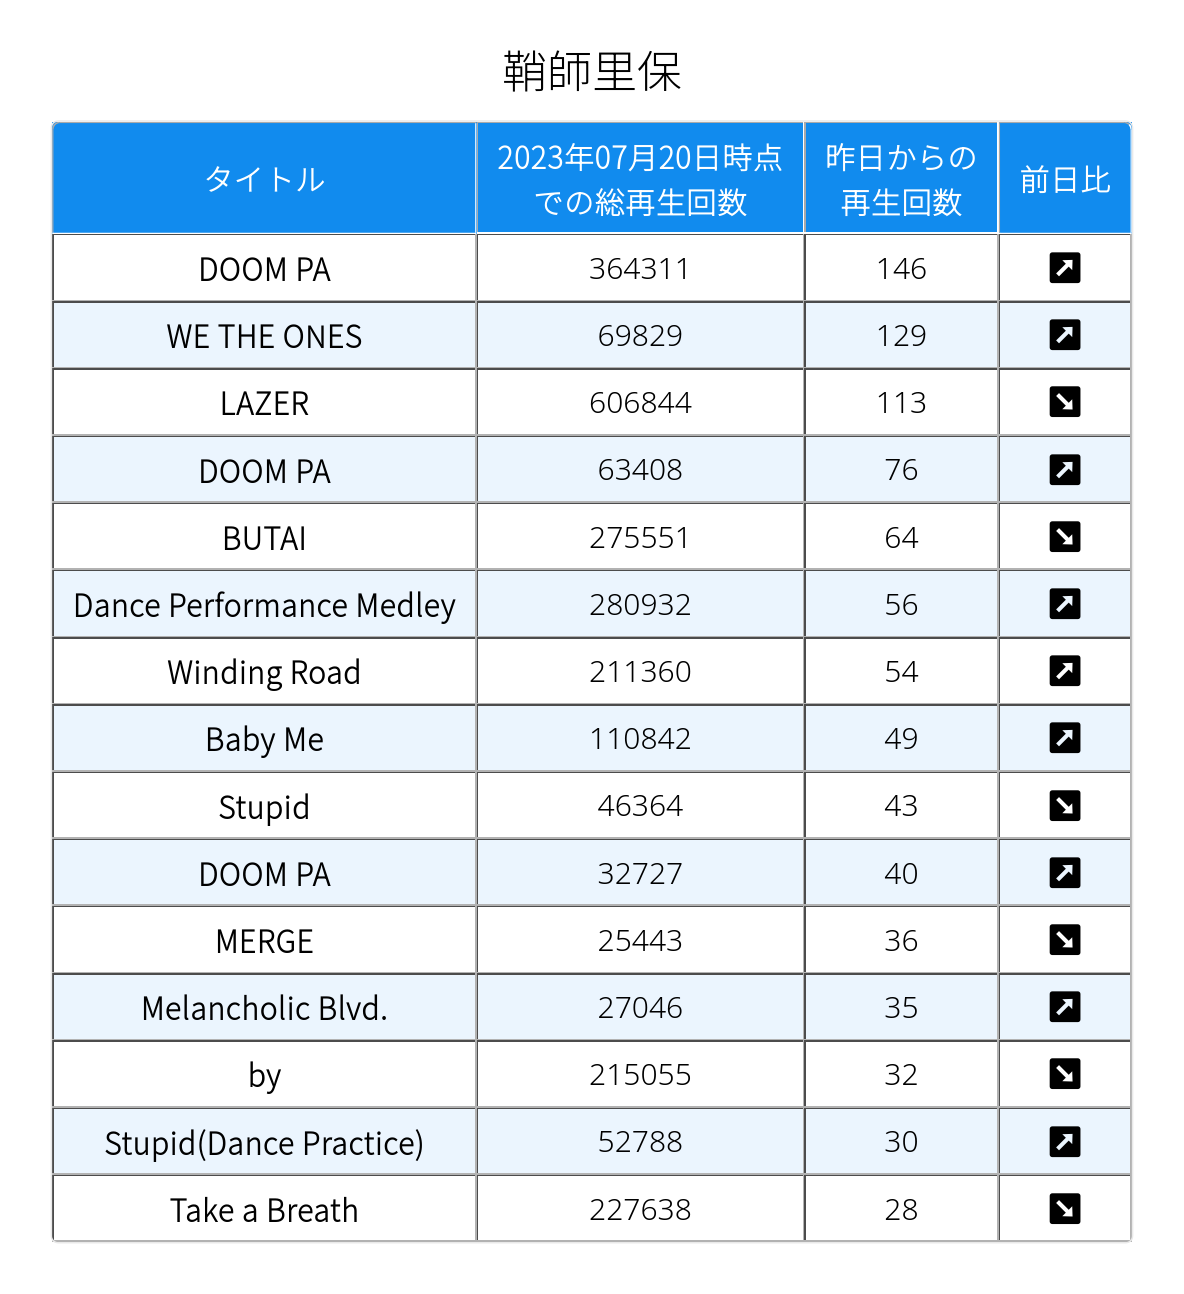 鞘師里保
タイトル
2023年07月20日時点
での総再生回数
昨日からの
再生回数
前日比
DOOM PA 364311 146
WE THE ONES 69829 129
LAZER 606844 113
DOOM PA 63408 76
BUTAI 275551 64
Dance Performance Medley 280932 56
Winding Road 211360 54
Baby Me 110842 49
Stupid 46364 43
DOOM PA 32727 40
MERGE 25443 36
Melancholic Blvd. 27046 35
by 215055 32
Stupid(Dance Practice) 52788 30
Take a Breath 227638 28